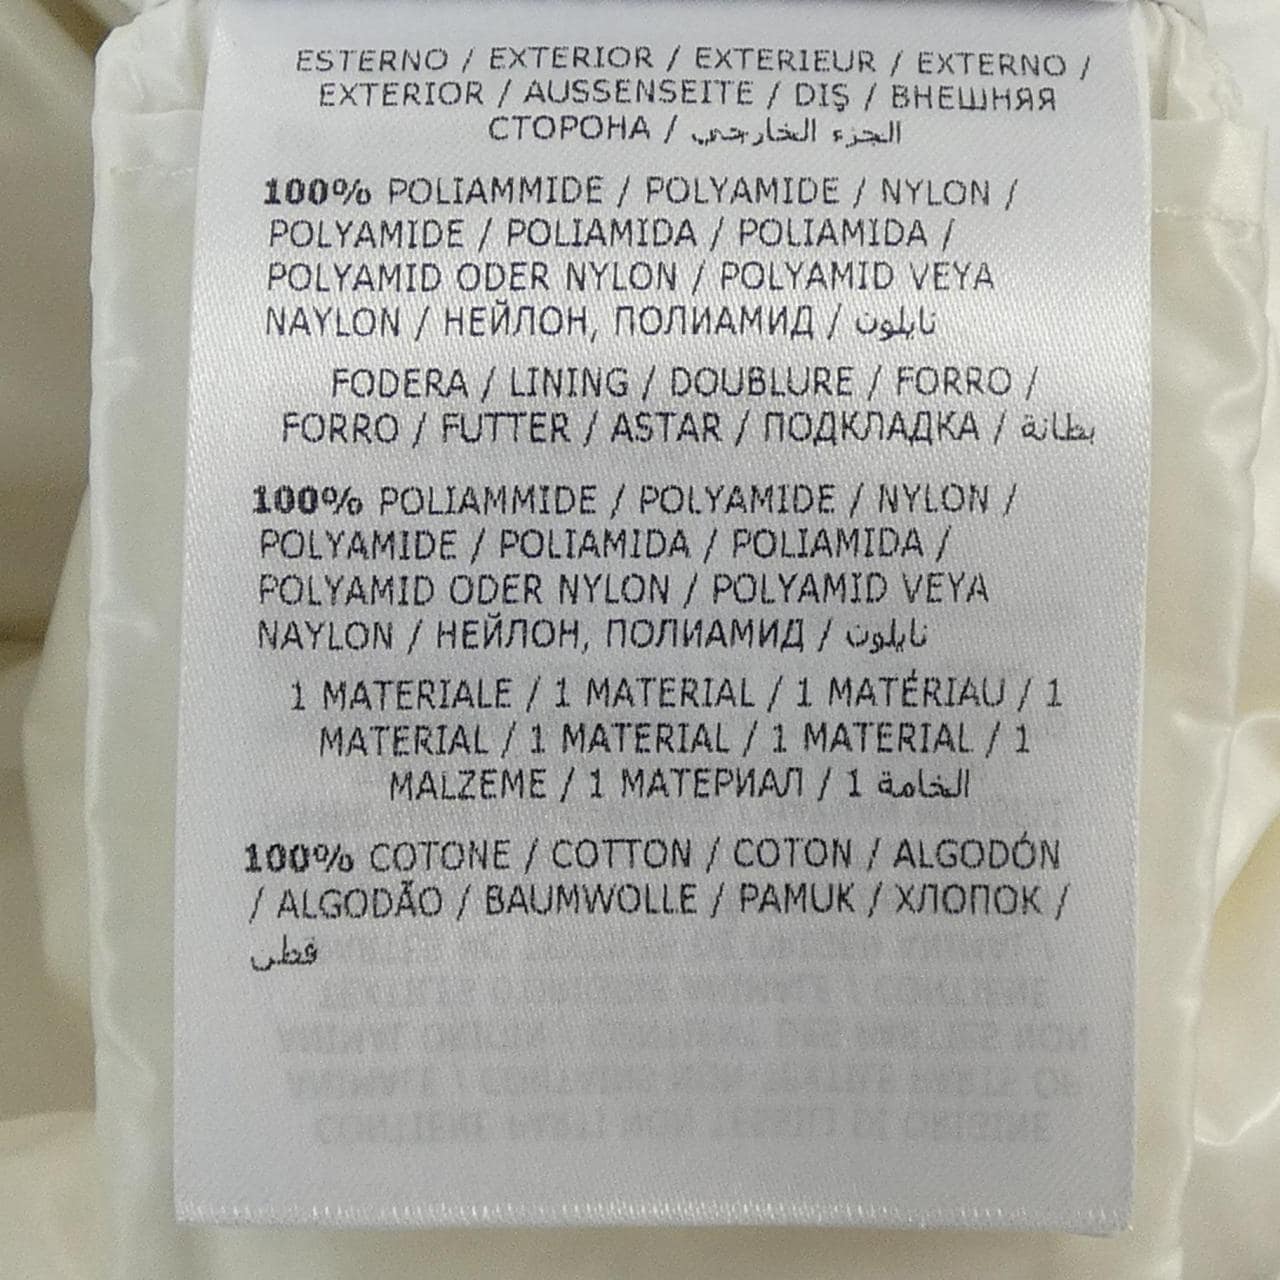 ESTERNO / EXTERIOR / EXTERIEUR / EXTERNO /
EXTERIOR / AUSSENSEITE / DIŞ / ВНЕШНЯЯ
СТОРОНА / الجزء الخارجي
100% POLIAMMIDE / POLYAMIDE / NYLON /
POLYAMIDE / POLIAMIDA / POLIAMIDA /
POLYAMID ODER NYLON / POLYAMID VEYA
NAYLON / НЕЙЛОН, ПОЛИАМИД / نايلون
FODERA / LINING / DOUBLURE / FORRO /
FORRO / FUTTER / ASTAR / ПОДКЛАДКА / بطانة
100% POLIAMMIDE / POLYAMIDE / NYLON /
POLYAMIDE / POLIAMIDA / POLIAMIDA /
POLYAMID ODER NYLON / POLYAMID VEYA
NAYLON / НЕЙЛОН, ПОЛИАМИД / نايلون
1 MATERIALE / 1 MATERIAL / 1 MATÉRIAU / 1
MATERIAL / 1 MATERIAL / 1 MATERIAL / 1
MALZEME / 1 МАТЕРИАЛ / 1 الخامة
100% COTONE / COTTON / COTON / ALGODÓN
/ ALGODÃO / BAUMWOLLE / PAMUK / ХЛОПОК /
قطن